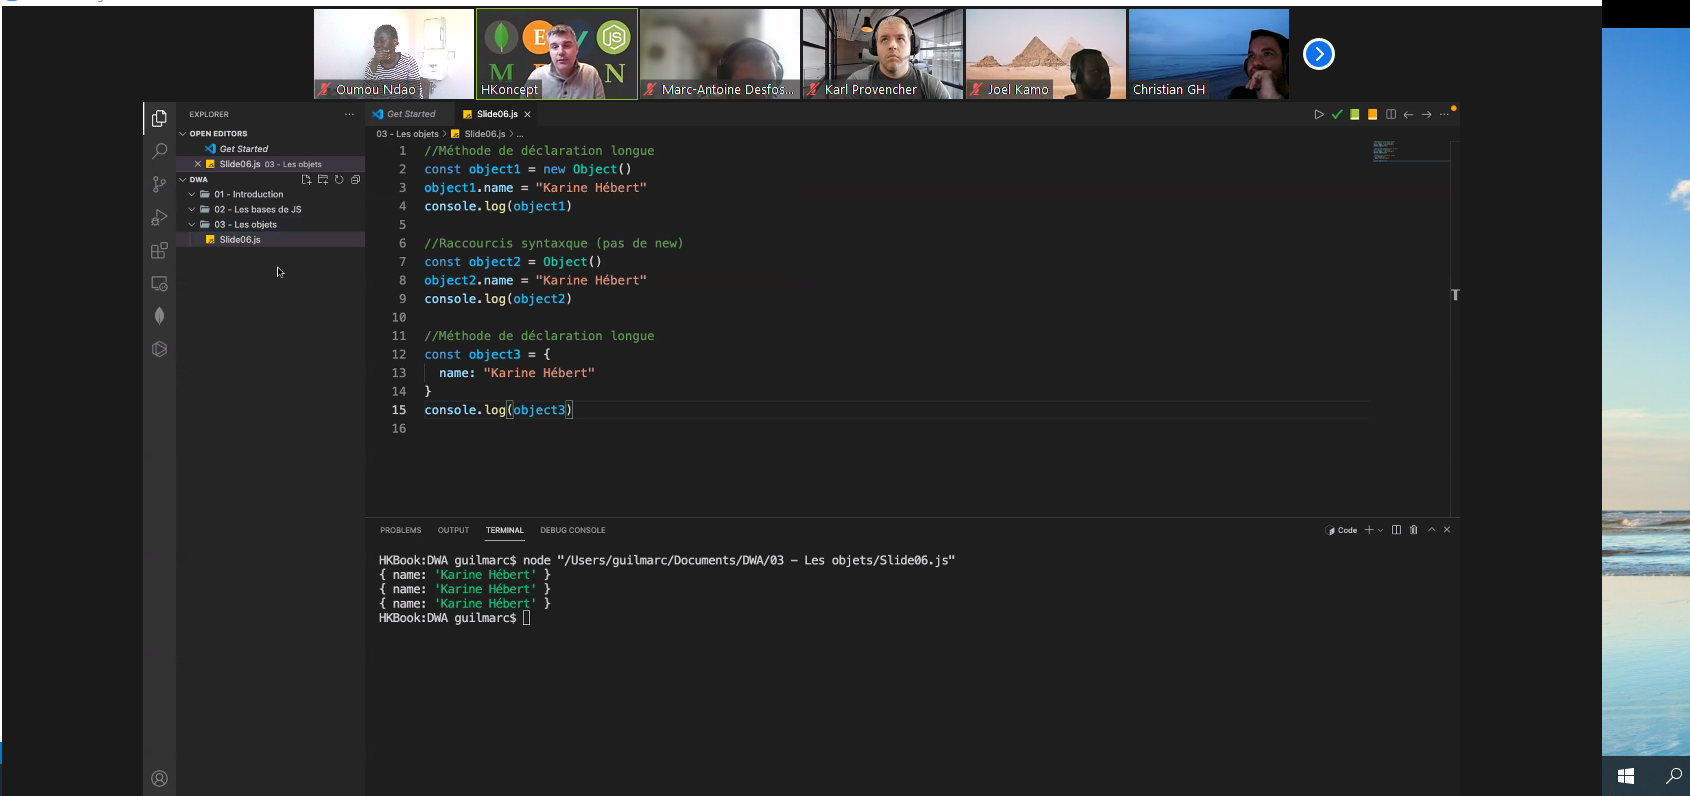 Oumou Ndao
HKoncept
Marc-Antoine Desfos...
Karl Provencher
Joel Kamo
Christian GH
EXPLORER
OPEN EDITORS
Get Started
Slide06.js 03 - Les objets
DWA
01 - Introduction
02 - Les bases de JS
03 - Les objets
Slide06.js
Get Started
Slide06.js
03 - Les objets > Slide06.js > ...
1 //Méthode de déclaration longue
2 const object1 = new Object()
3 object1.name = "Karine Hébert"
4 console.log(object1)
5
6 //Raccourcis syntaxque (pas de new)
7 const object2 = Object()
8 object2.name = "Karine Hébert"
9 console.log(object2)
10
11 //Méthode de déclaration longue
12 const object3 = {
13 name: "Karine Hébert"
14 }
15 console.log(object3)
16
PROBLEMS OUTPUT TERMINAL DEBUG CONSOLE
Code
HKBook:DWA guilmarc$ node "/Users/guilmarc/Documents/DWA/03 - Les objets/Slide06.js"
{ name: 'Karine Hébert' }
{ name: 'Karine Hébert' }
{ name: 'Karine Hébert' }
HKBook:DWA guilmarc$